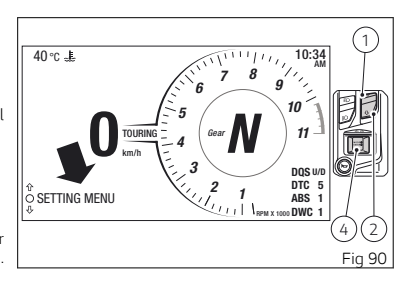 40 °C
10:34
AM
1
2
3
4
5
6
7
8
9
10
11
RPM X 1000
Gear
N
0
TOURING
km/h
DQS U/D
DTC 5
ABS 1
DWC 1
SETTING MENU
1
4
2
l
r
.
Fig 90